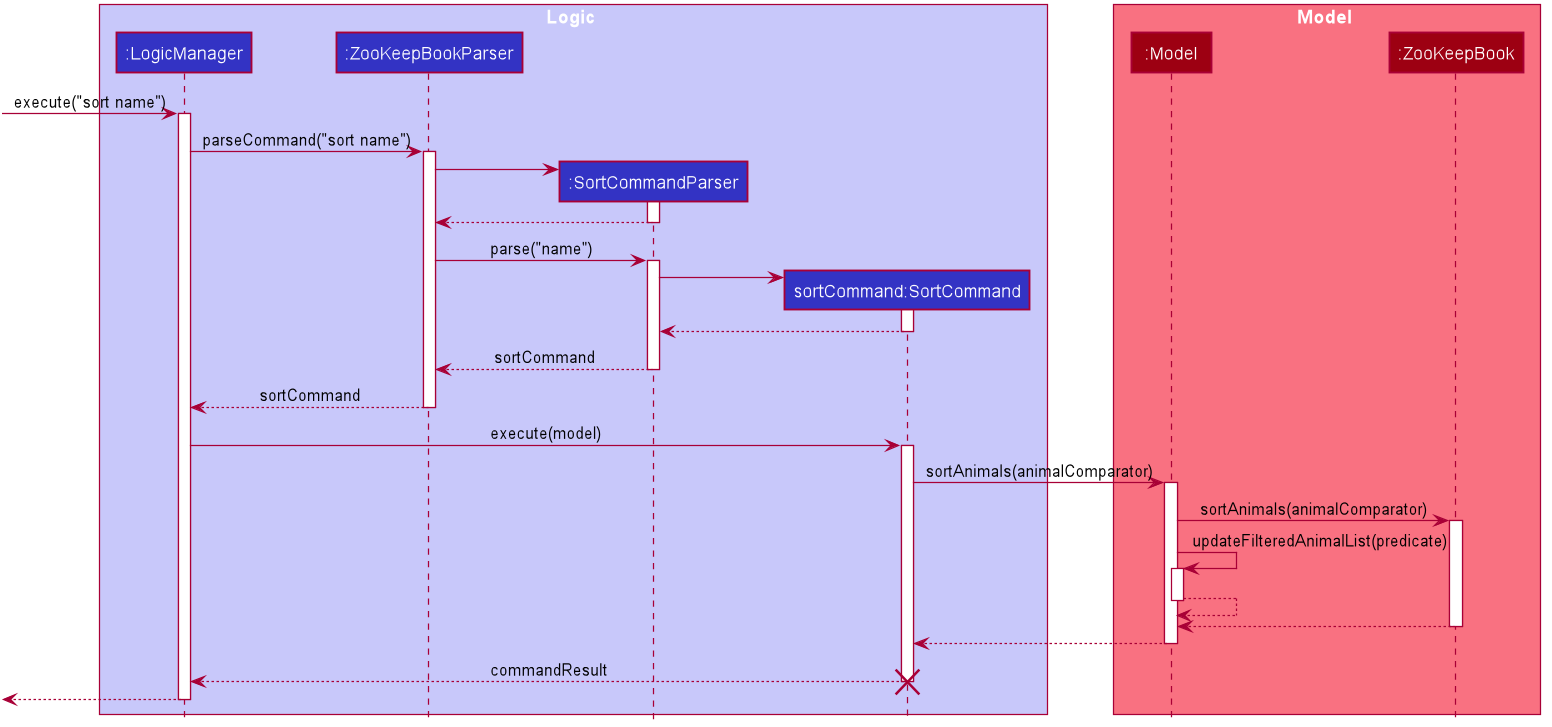 Logic
Model
:LogicManager
:ZooKeepBookParser
:Model
:ZooKeepBook
execute("sort name")
parseCommand("sort name")
:SortCommandParser
parse("name")
sortCommand:SortCommand
sortCommand
sortCommand
execute(model)
sortAnimals(animalComparator)
sortAnimals(animalComparator)
updateFilteredAnimalList(predicate)
commandResult